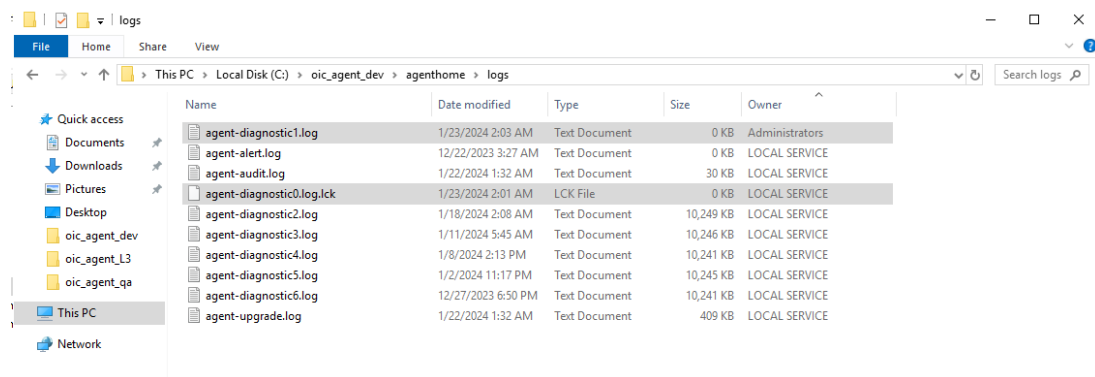 logs
File Home Share View
This PC > Local Disk (C:) > oic_agent_dev > agenthome > logs Search logs
Name Date modified Type Size Owner
Quick access
Documents
Downloads
Pictures
Desktop
oic_agent_dev
oic_agent_L3
oic_agent_qa
This PC
Network
agent-diagnostic1.log 1/23/2024 2:03 AM Text Document 0 KB Administrators
agent-alert.log 12/22/2023 3:27 AM Text Document 0 KB LOCAL SERVICE
agent-audit.log 1/22/2024 1:32 AM Text Document 30 KB LOCAL SERVICE
agent-diagnostic0.log.lck 1/23/2024 2:01 AM LCK File 0 KB LOCAL SERVICE
agent-diagnostic2.log 1/18/2024 2:08 AM Text Document 10,249 KB LOCAL SERVICE
agent-diagnostic3.log 1/11/2024 5:45 AM Text Document 10,246 KB LOCAL SERVICE
agent-diagnostic4.log 1/8/2024 2:13 PM Text Document 10,241 KB LOCAL SERVICE
agent-diagnostic5.log 1/2/2024 11:17 PM Text Document 10,245 KB LOCAL SERVICE
agent-diagnostic6.log 12/27/2023 6:50 PM Text Document 10,241 KB LOCAL SERVICE
agent-upgrade.log 1/22/2024 1:32 AM Text Document 409 KB LOCAL SERVICE